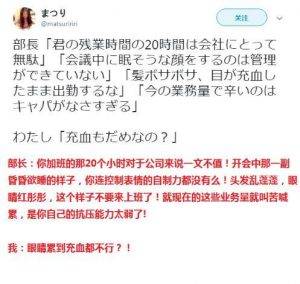 まつり
@matsuririri
关注
部長「君の残業時間の20時間は会社にとって
無駄」「会議中に眠そうな顔をするのは管理
ができていない」「髪ボサボサ、目が充血し
たまま出勤するな」「今の業務量で辛いのは
キャパがなさすぎる」
わたし「充血もだめなの?」
部长：你加班的那20个小时对于公司来说一文不值！开会中那一副
昏昏欲睡的样子，你连控制表情的自制力都没有么！头发乱蓬蓬，眼
睛红彤彤，这个样子不要来上班了！就现在的这些业务量就叫苦喊
累，是你自己的抗压能力太弱了!
我：眼睛累到充血都不行？！